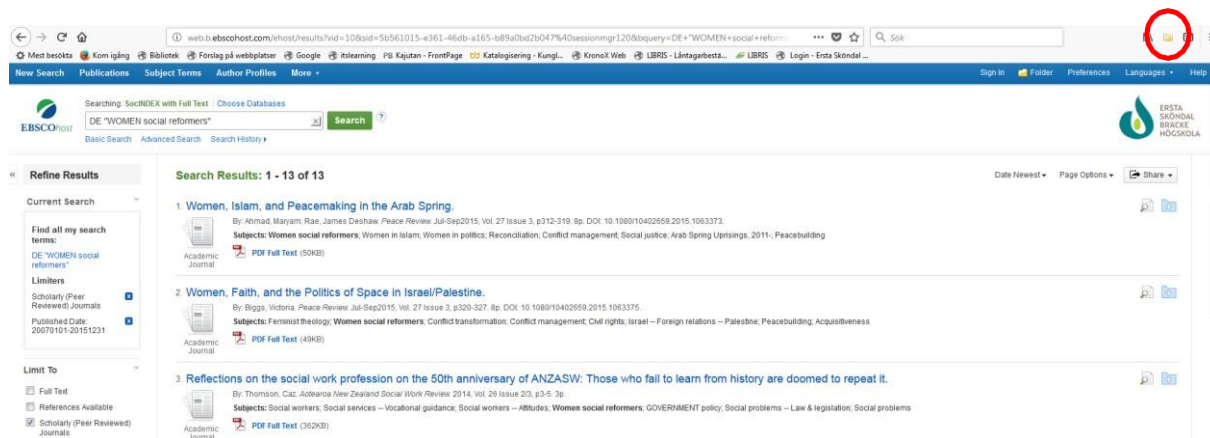 web.b.ebscohost.com/ehost/results?vid=10&sid=5b561015-e361-46db-a165-b89a0bd2b047%40sessionmgr120&bquery=DE+"WOMEN+social+reforme
Sök
Mest besökta Kom igång Bibliotek Förslag på webbplatser Google itslearning PB Kajutan - FrontPage Katalogisering - Kungl... KronoX Web LIBRIS - Låntagarbestä... LIBRIS Login - Ersta Sköndal ...
New Search Publications Subject Terms Author Profiles More
Sign In Folder Preferences Languages Help
Searching: SocINDEX with Full Text | Choose Databases
DE "WOMEN social reformers"
Search
Basic Search Advanced Search Search History
EBSCOhost
ERSTA
SKÖNDAL
BRÄCKE
HÖGSKOLA
Refine Results
Current Search
Find all my search
terms:
DE "WOMEN social
reformers"
Limiters
Scholarly (Peer
Reviewed) Journals
Published Date:
20070101-20151231
Limit To
Full Text
References Available
Scholarly (Peer Reviewed)
Journals
Search Results: 1 - 13 of 13
Date Newest Page Options Share
1. Women, Islam, and Peacemaking in the Arab Spring.
By: Ahmad, Maryam; Rae, James Deshaw. Peace Review. Jul-Sep2015, Vol. 27 Issue 3, p312-319. 8p. DOI: 10.1080/10402659.2015.1063373.
Subjects: Women social reformers; Women in Islam; Women in politics; Reconciliation; Conflict management; Social justice; Arab Spring Uprisings, 2011-; Peacebuilding
Academic
Journal
PDF Full Text (50KB)
2. Women, Faith, and the Politics of Space in Israel/Palestine.
By: Biggs, Victoria. Peace Review. Jul-Sep2015, Vol. 27 Issue 3, p320-327. 8p. DOI: 10.1080/10402659.2015.1063375.
Subjects: Feminist theology; Women social reformers; Conflict transformation; Conflict management; Civil rights; Israel -- Foreign relations -- Palestine; Peacebuilding; Acquisitiveness
Academic
Journal
PDF Full Text (49KB)
3. Reflections on the social work profession on the 50th anniversary of ANZASW: Those who fail to learn from history are doomed to repeat it.
By: Thomson, Caz. Aotearoa New Zealand Social Work Review. 2014, Vol. 26 Issue 2/3, p3-5. 3p.
Subjects: Social workers; Social services -- Vocational guidance; Social workers -- Attitudes; Women social reformers; GOVERNMENT policy; Social problems -- Law & legislation; Social problems
Academic
Journal
PDF Full Text (362KB)